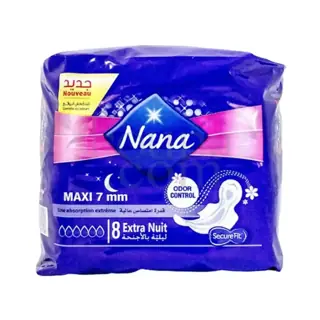 جديد
Nouveau
Nana
MAXI 7 mm
ODOR
CONTROL
Une absorption extrême
قدرة امتصاص عالية
8 Extra Nuit
ليلية بالأجنحة
SecureFit